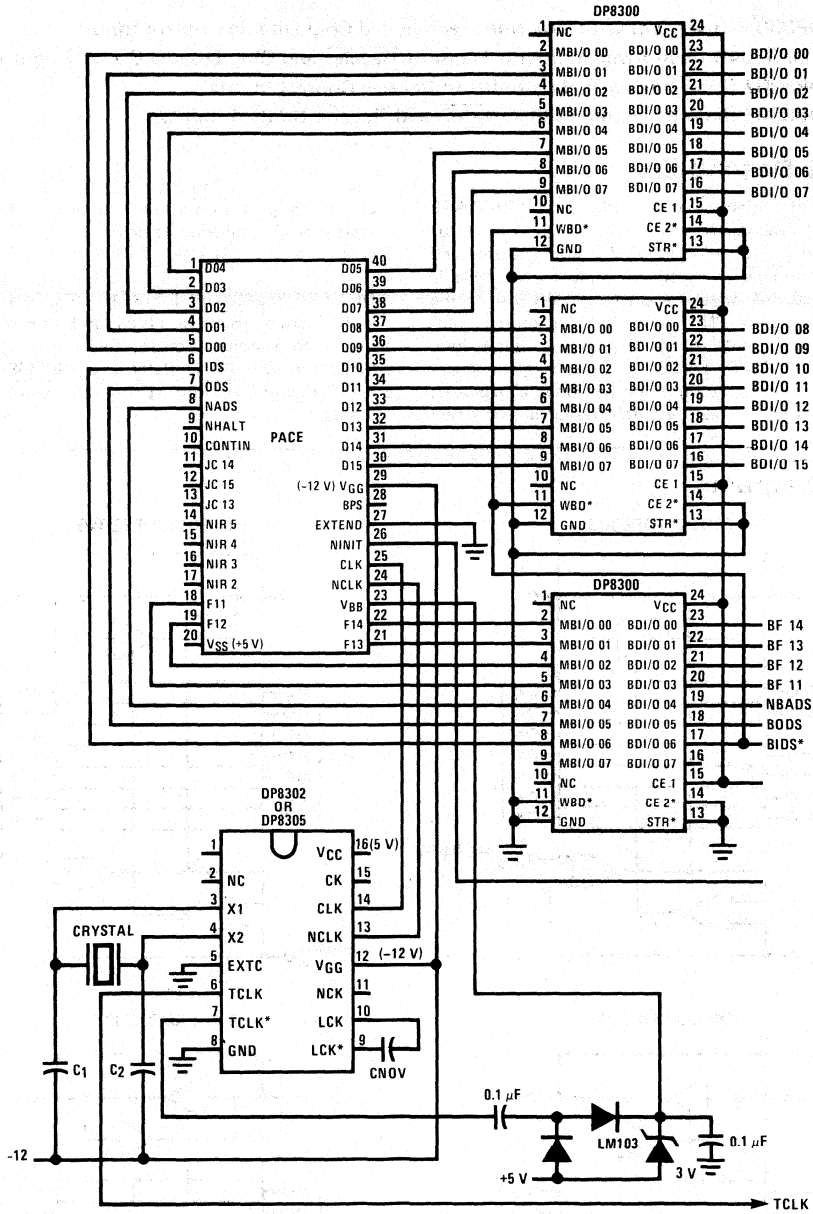 DP8300
1 NC VCC 24
2 MBI/O 00 BDI/O 00 23 BDI/O 00
3 MBI/O 01 BDI/O 01 22 BDI/O 01
4 MBI/O 02 BDI/O 02 21 BDI/O 02
5 MBI/O 03 BDI/O 03 20 BDI/O 03
6 MBI/O 04 BDI/O 04 19 BDI/O 04
7 MBI/O 05 BDI/O 05 18 BDI/O 05
8 MBI/O 06 BDI/O 06 17 BDI/O 06
9 MBI/O 07 BDI/O 07 16 BDI/O 07
10 NC CE 1 15
11 WBD* CE 2* 14
12 GND STR* 13
1 D04 D05 40
2 D03 D06 39
3 D02 D07 38
4 D01 D08 37
5 D00 D09 36
6 IDS D10 35
7 ODS D11 34
8 NADS D12 33
9 NHALT D13 32
10 CONTIN D14 31
11 JC 14 D15 30
12 JC 15 (-12 V) VGG 29
13 JC 13 BPS 28
14 NIR 5 EXTEND 27
15 NIR 4 NINIT 26
16 NIR 3 CLK 25
17 NIR 2 NCLK 24
18 F11 VBB 23
19 F12 F14 22
20 VSS (+5 V) F13 21
PACE
1 NC VCC 24
2 MBI/O 00 BDI/O 00 23 BDI/O 08
3 MBI/O 01 BDI/O 01 22 BDI/O 09
4 MBI/O 02 BDI/O 02 21 BDI/O 10
5 MBI/O 03 BDI/O 03 20 BDI/O 11
6 MBI/O 04 BDI/O 04 19 BDI/O 12
7 MBI/O 05 BDI/O 05 18 BDI/O 13
8 MBI/O 06 BDI/O 06 17 BDI/O 14
9 MBI/O 07 BDI/O 07 16 BDI/O 15
10 NC CE 1 15
11 WBD* CE 2* 14
12 GND STR* 13
DP8300
1 NC VCC 24
2 MBI/O 00 BDI/O 00 23 BF 14
3 MBI/O 01 BDI/O 01 22 BF 13
4 MBI/O 02 BDI/O 02 21 BF 12
5 MBI/O 03 BDI/O 03 20 BF 11
6 MBI/O 04 BDI/O 04 19 NBADS
7 MBI/O 05 BDI/O 05 18 BODS
8 MBI/O 06 BDI/O 06 17 BIDS*
9 MBI/O 07 BDI/O 07 16
10 NC CE 1 15
11 WBD* CE 2* 14
12 GND STR* 13
DP8302
OR
DP8305
1 VCC 16 (5 V)
2 NC CK 15
3 X1 CLK 14
4 X2 NCLK 13
5 EXTC VGG 12 (-12 V)
6 TCLK NCK 11
7 TCLK* LCK 10
8 GND LCK* 9
CRYSTAL
C1
C2
CNOV
0.1 µF
LM103
3 V
0.1 µF
+5 V
-12
TCLK